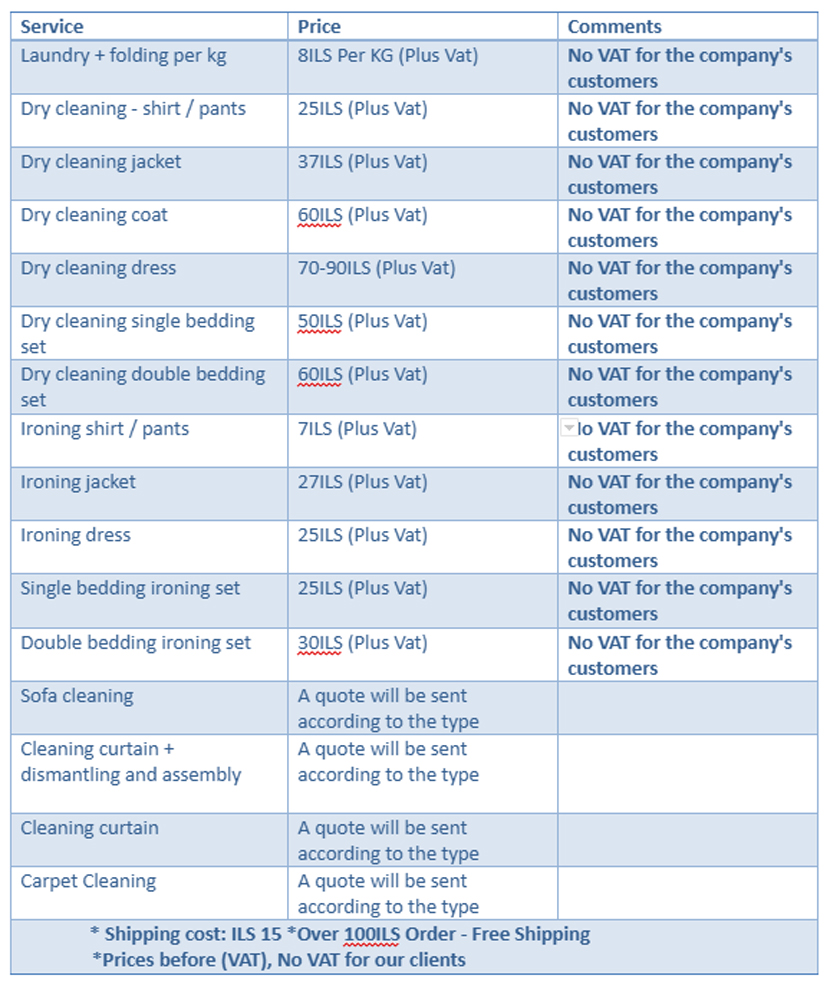 Service Price Comments
Laundry + folding per kg 8ILS Per KG (Plus Vat) No VAT for the company's
customers
Dry cleaning - shirt / pants 25ILS (Plus Vat) No VAT for the company's
customers
Dry cleaning jacket 37ILS (Plus Vat) No VAT for the company's
customers
Dry cleaning coat 60ILS (Plus Vat) No VAT for the company's
customers
Dry cleaning dress 70-90ILS (Plus Vat) No VAT for the company's
customers
Dry cleaning single bedding 50ILS (Plus Vat) No VAT for the company's
set customers
Dry cleaning double bedding 60ILS (Plus Vat) No VAT for the company's
set customers
Ironing shirt / pants 7ILS (Plus Vat) lo VAT for the company's
customers
Ironing jacket 27ILS (Plus Vat) No VAT for the company's
customers
Ironing dress 25ILS (Plus Vat) No VAT for the company's
customers
Single bedding ironing set 25ILS (Plus Vat) No VAT for the company's
customers
Double bedding ironing set 30ILS (Plus Vat) No VAT for the company's
customers
Sofa cleaning A quote will be sent
according to the type
Cleaning curtain + A quote will be sent
dismantling and assembly according to the type
Cleaning curtain A quote will be sent
according to the type
Carpet Cleaning A quote will be sent
according to the type
* Shipping cost: ILS 15 *Over 100ILS Order - Free Shipping
*Prices before (VAT), No VAT for our clients